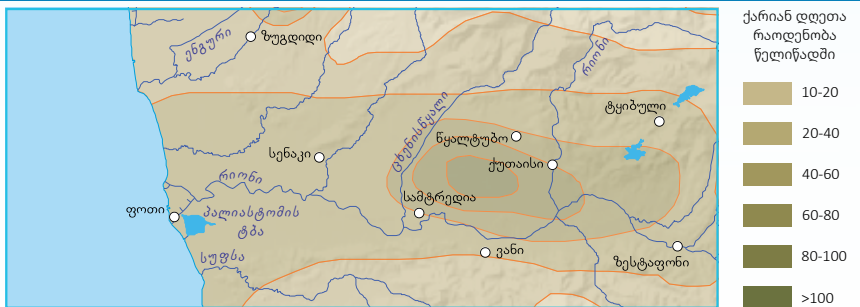 ენგური
ზუგდიდი
რიონი
ტყიბული
ცხენისწყალი
წყალტუბო
სენაკი
ქუთაისი
რიონი
სამტრედია
ფოთი
პალიასტომის
ტბა
სუფსა
ვანი
ზესტაფონი
ქარიან დღეთა
რაოდენობა
წელიწადში
10-20
20-40
40-60
60-80
80-100
>100